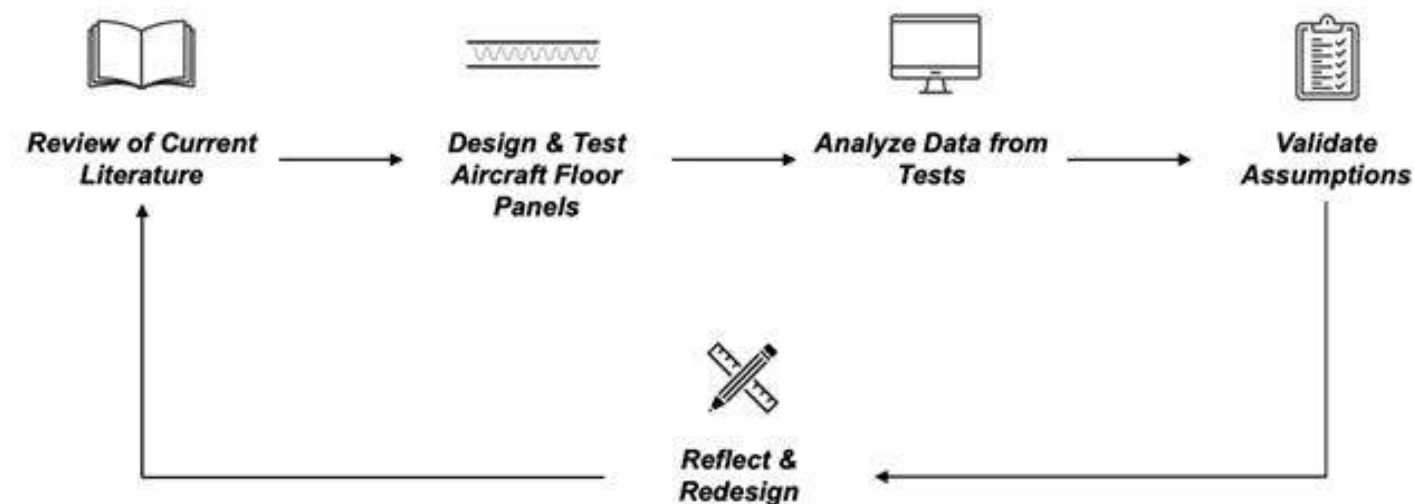 Review of Current
Literature
Design & Test
Aircraft Floor
Panels
Analyze Data from
Tests
Validate
Assumptions
Reflect &
Redesign